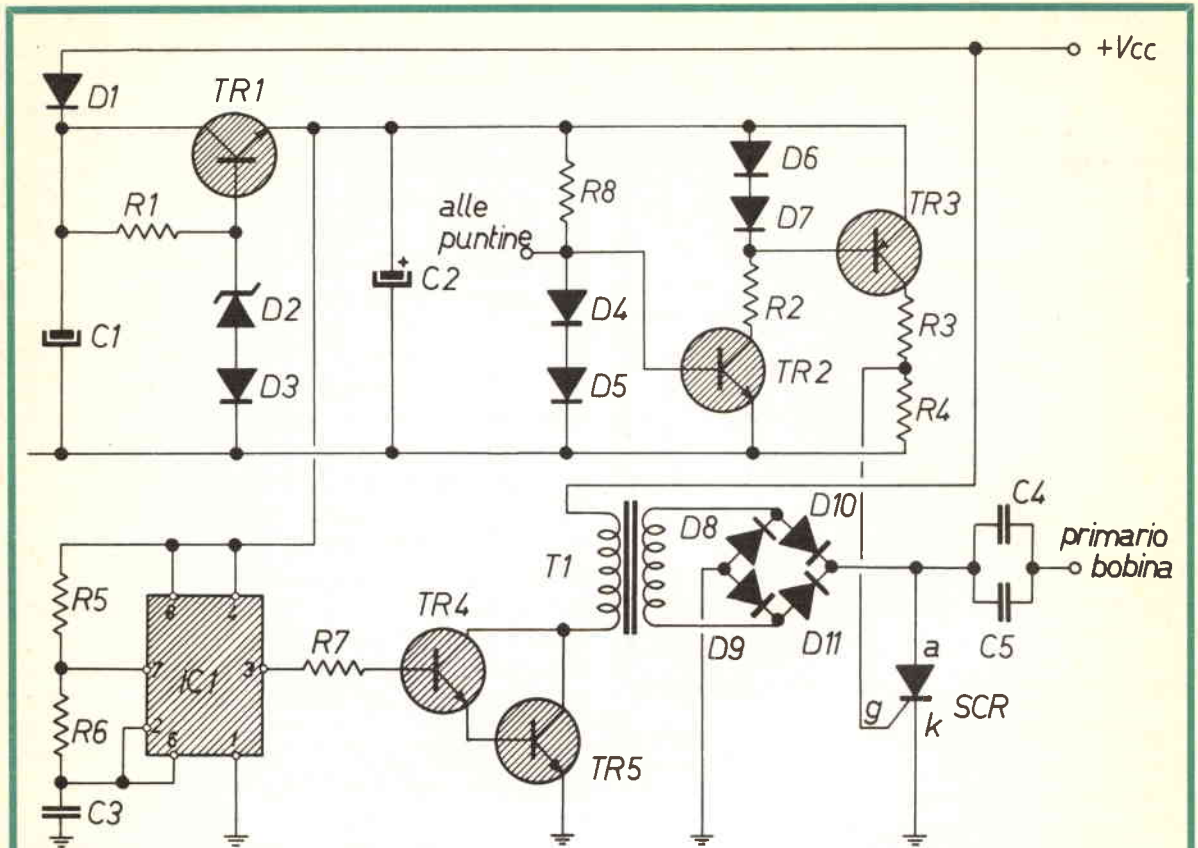 +Vcc
D1
TR1
R1
C1
D2
D3
C2
+
alle
puntine
R8
D4
D5
D6
D7
R2
TR2
TR3
R3
R4
R5
R6
C3
IC1
8
4
7
3
2
6
1
R7
TR4
TR5
T1
D8
D10
D9
D11
a
g
k
SCR
C4
C5
primario
bobina